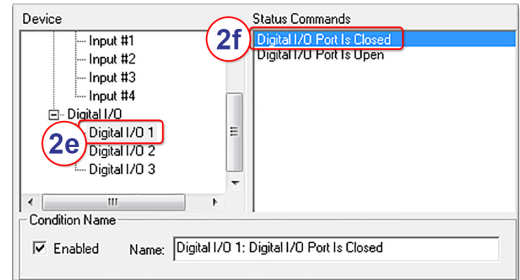 Device
Status Commands
Input #1
Input #2
Input #3
Input #4
Digital I/O
Digital I/O 1
Digital I/O 2
Digital I/O 3
2e
2f
Digital I/O Port Is Closed
Digital I/O Port Is Open
Condition Name
Enabled
Name: Digital I/O 1: Digital I/O Port Is Closed